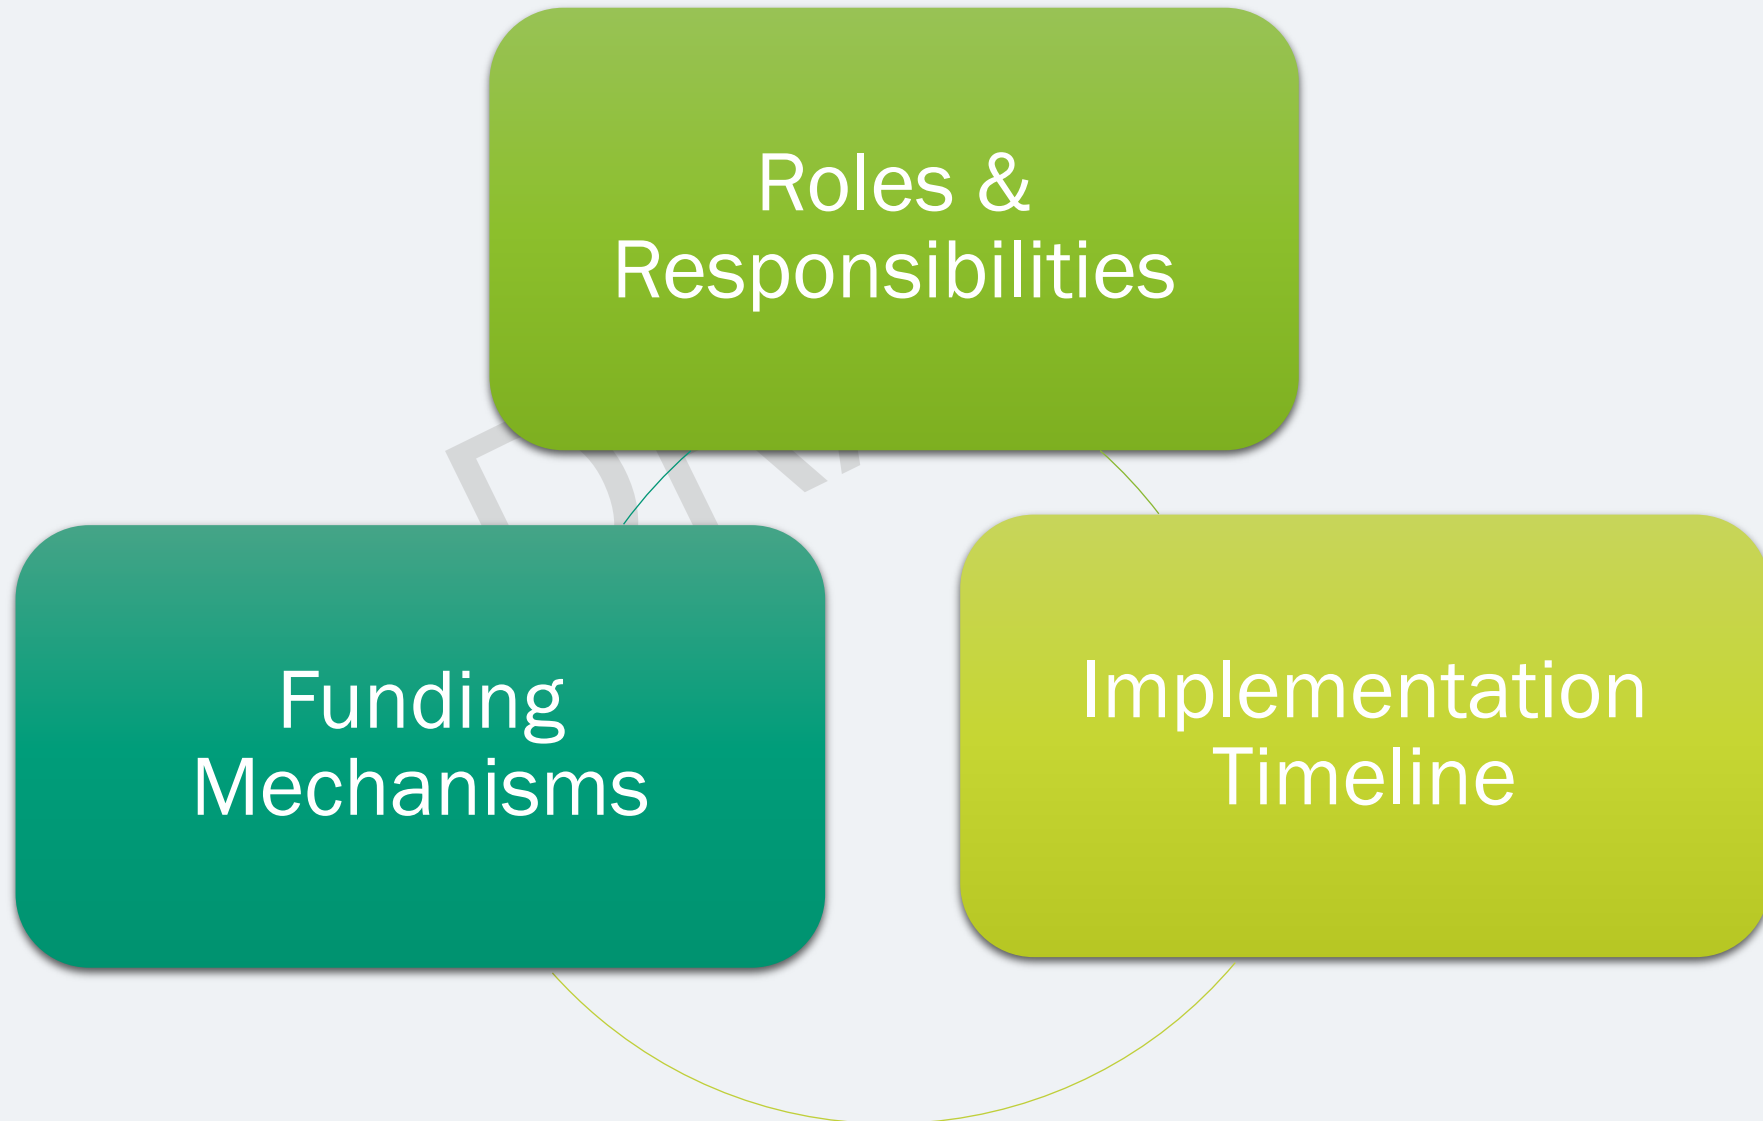 Roles &
Responsibilities
Funding
Mechanisms
Implementation
Timeline